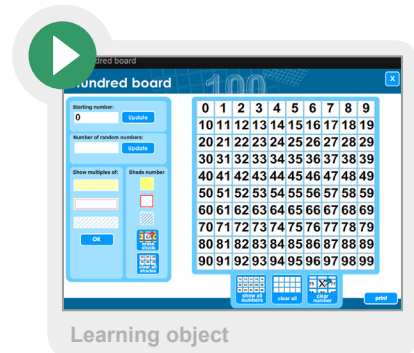 hundred board
hundred board
100
X
Starting number:
0
Update
Number of random numbers:
Update
Show multiples of:
Shade number
OK
erase shade
clear all shades
0 1 2 3 4 5 6 7 8 9
10 11 12 13 14 15 16 17 18 19
20 21 22 23 24 25 26 27 28 29
30 31 32 33 34 35 36 37 38 39
40 41 42 43 44 45 46 47 48 49
50 51 52 53 54 55 56 57 58 59
60 61 62 63 64 65 66 67 68 69
70 71 72 73 74 75 76 77 78 79
80 81 82 83 84 85 86 87 88 89
90 91 92 93 94 95 96 97 98 99
show all numbers
clear all
clear number
print
Learning object